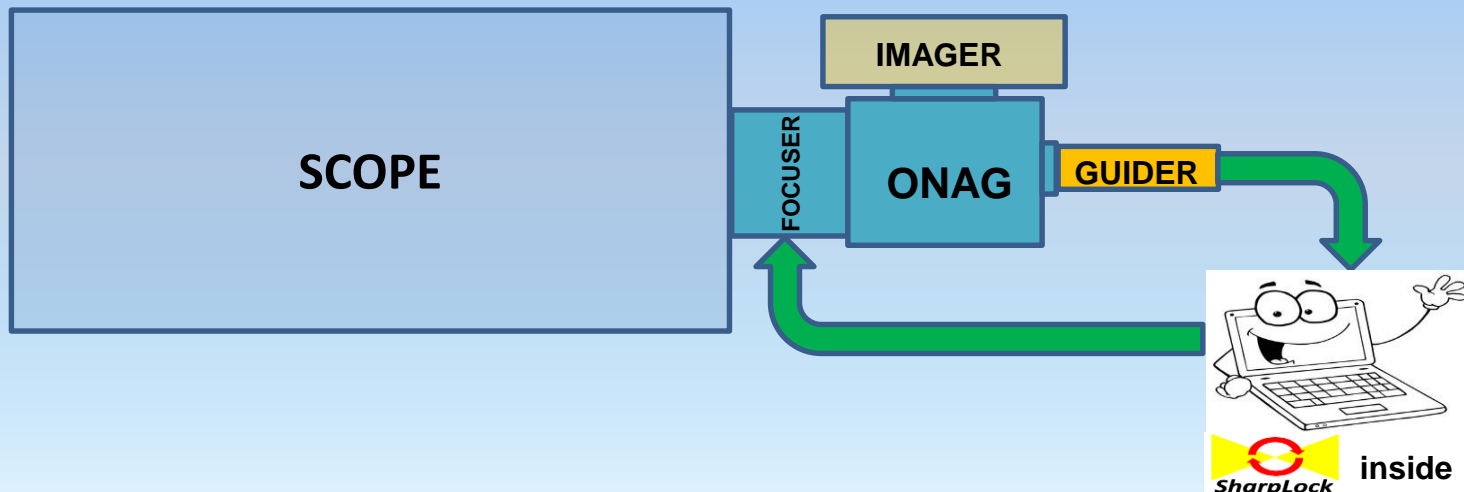 IMAGER
SCOPE
FOCUSER
ONAG
GUIDER
SharpLock
inside